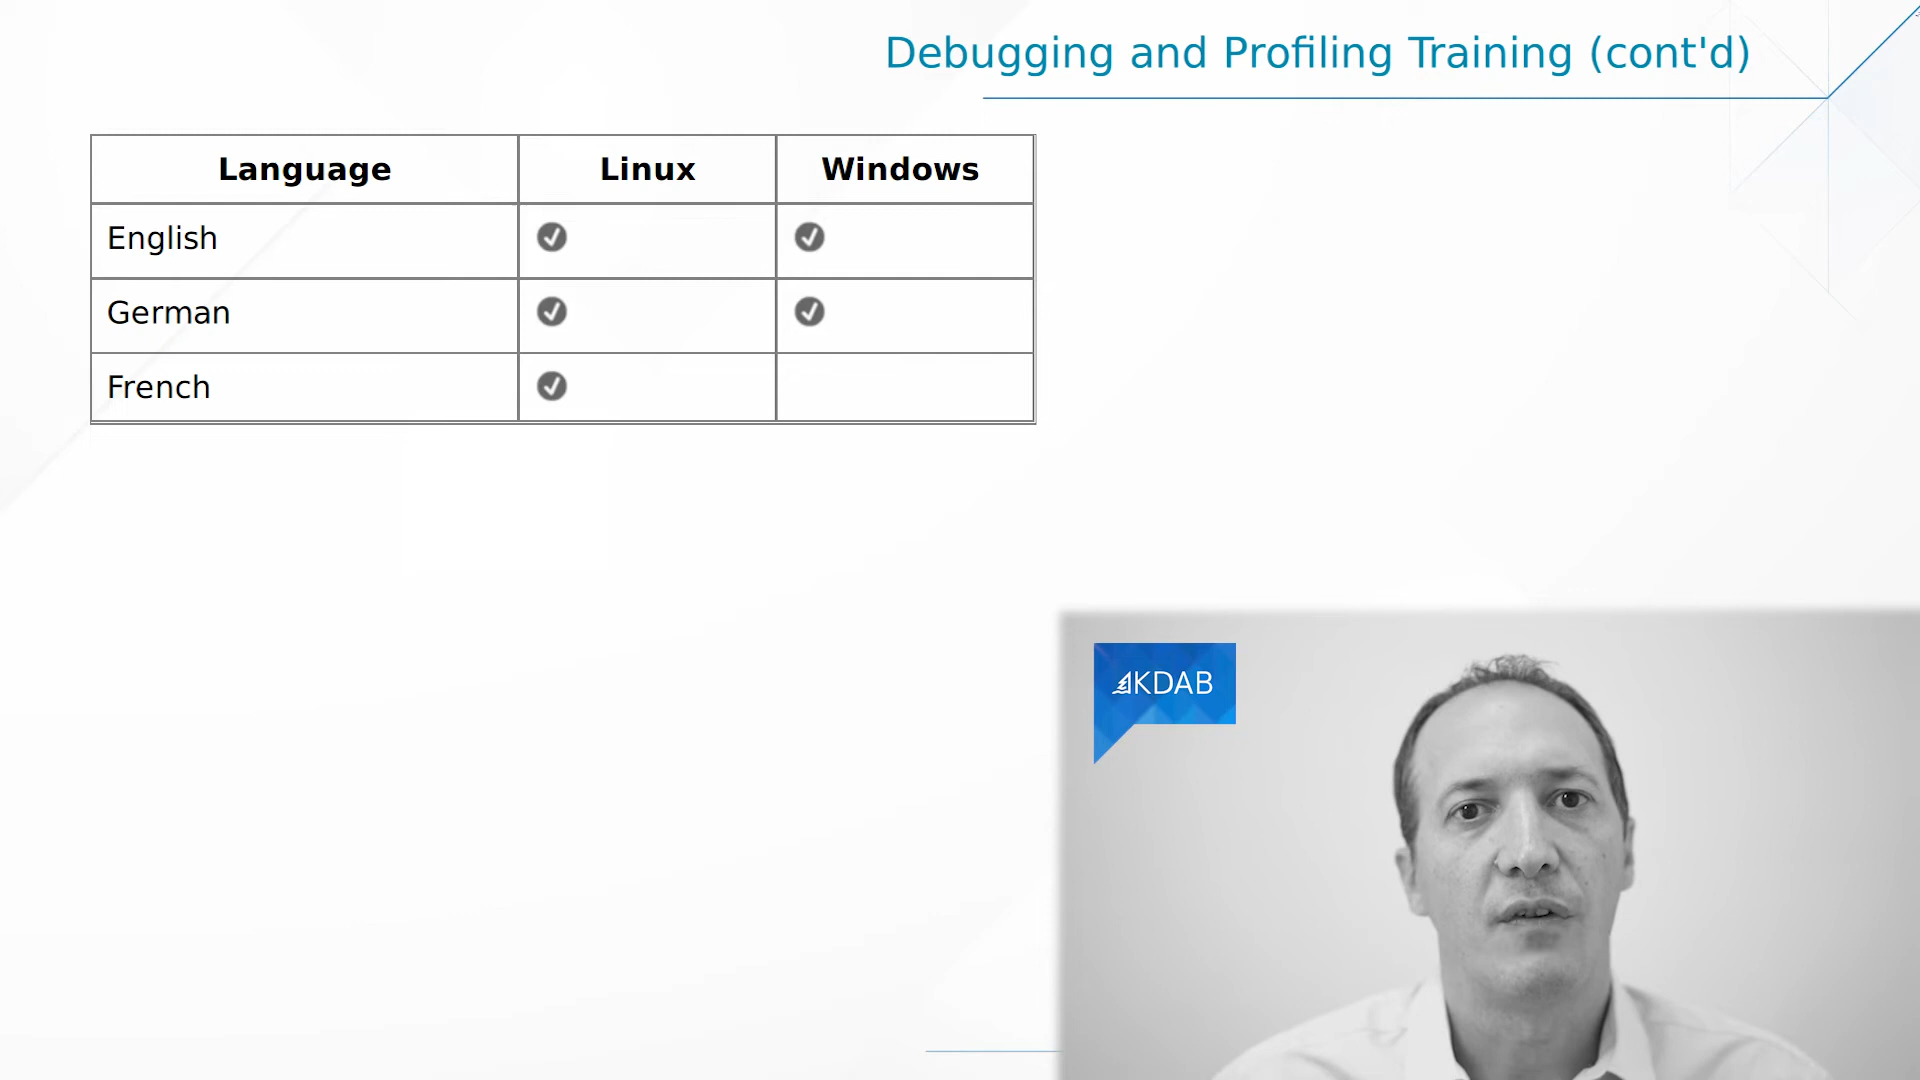 Debugging and Profiling Training (cont'd)
Language Linux Windows
English
German
French
KDAB